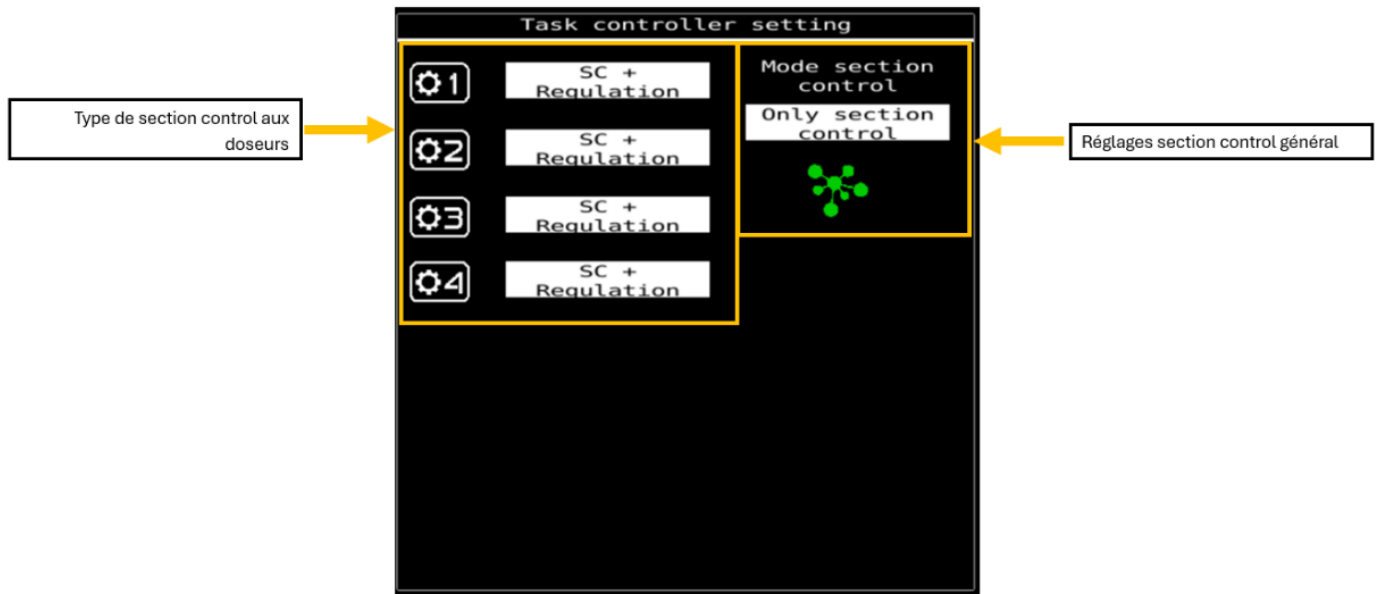 Task controller setting
Type de section control aux
doseurs
1
SC +
Regulation
2
SC +
Regulation
3
SC +
Regulation
4
SC +
Regulation
Mode section
control
Only section
control
Réglages section control général